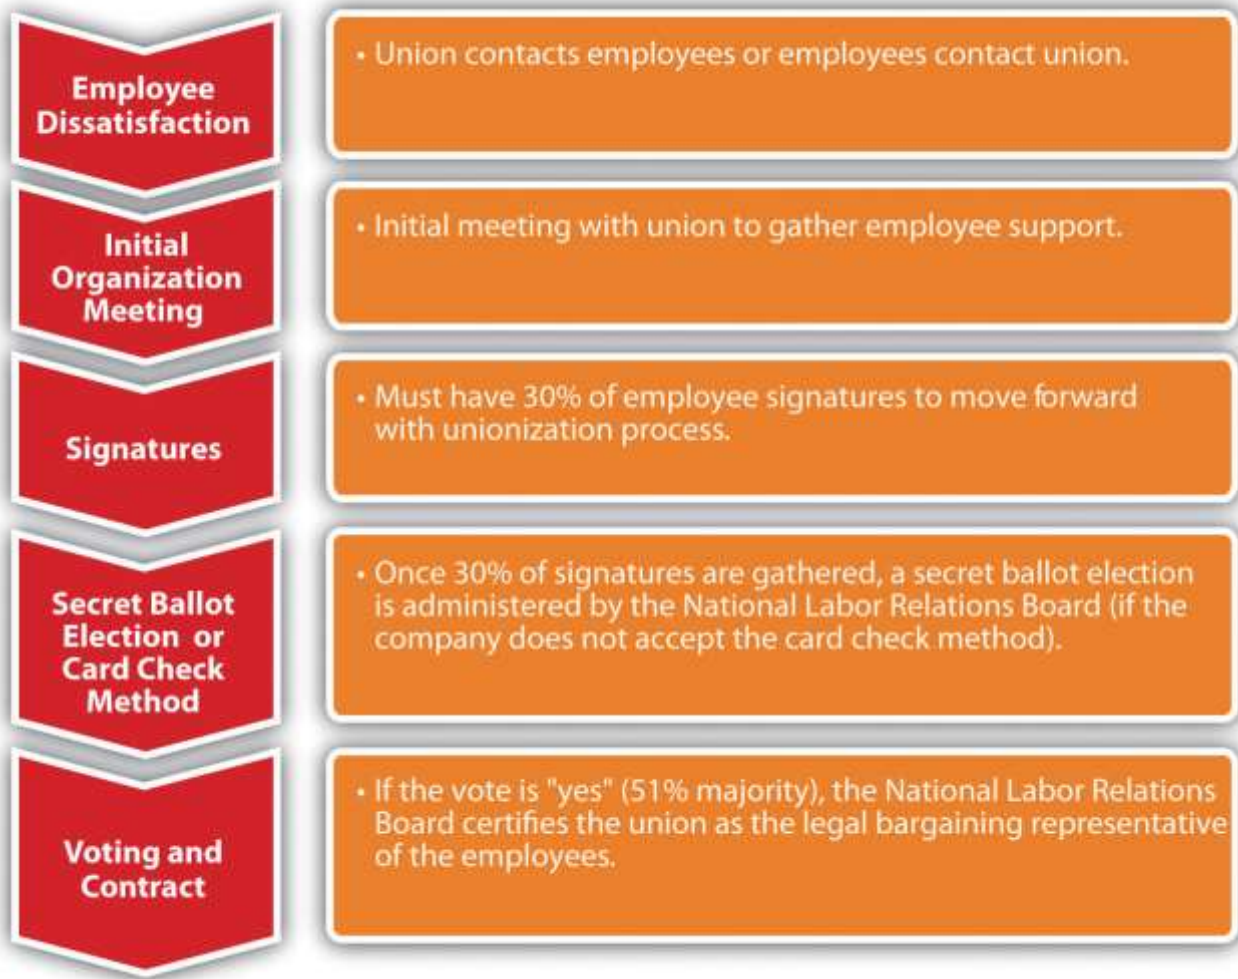 Employee
Dissatisfaction
• Union contacts employees or employees contact union.
Initial
Organization
Meeting
• Initial meeting with union to gather employee support.
Signatures
• Must have 30% of employee signatures to move forward
with unionization process.
Secret Ballot
Election or
Card Check
Method
• Once 30% of signatures are gathered, a secret ballot election
is administered by the National Labor Relations Board (if the
company does not accept the card check method).
Voting and
Contract
• If the vote is "yes" (51% majority), the National Labor Relations
Board certifies the union as the legal bargaining representative
of the employees.